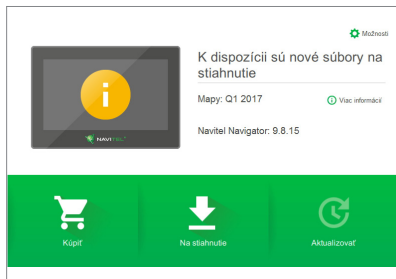 Možnosti
K dispozícii sú nové súbory na
stiahnutie
Mapy: Q1 2017
Viac informácií
Navitel Navigator: 9.8.15
NAVITEL
Kúpiť
Na stiahnutie
Aktualizovať